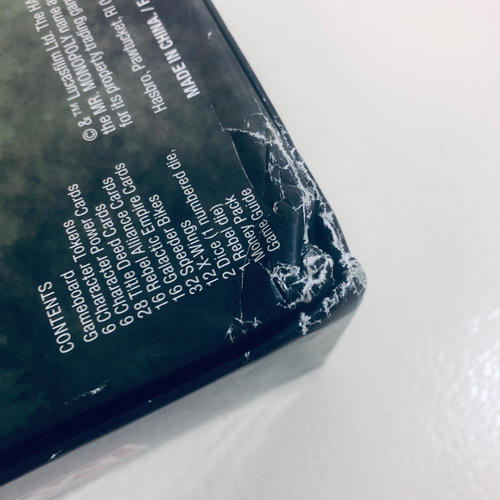 © & ™ Lucasfilm Ltd. The HA
the MR. MONOPOLY name a
for its property trading gam
Hasbro, Pawtucket, RI 0
MADE IN CHINA. / F
CONTENTS
Gameboard
6 Character Tokens
6 Character Power Cards
28 Title Deed Cards
16 Rebel Alliance Cards
16 Galactic Empire Cards
32 Speeder Bikes
12 X-Wings
2 Dice (1 numbered die,
1 Rebel die)
Money Pack
Game Guide